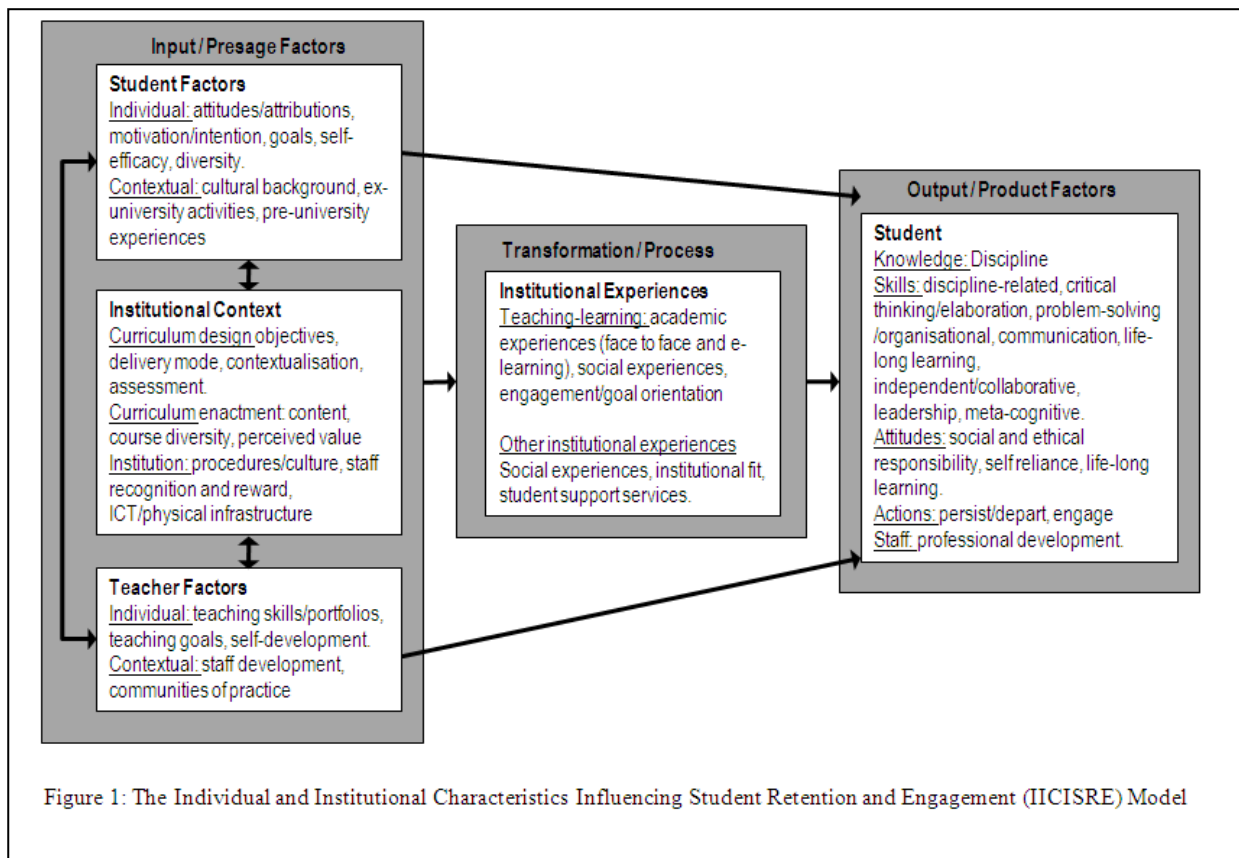 Input / Presage Factors
Student Factors
Individual: attitudes/attributions,
motivation/intention, goals, self-
efficacy, diversity.
Contextual: cultural background, ex-
university activities, pre-university
experiences
Institutional Context
Curriculum design objectives,
delivery mode, contextualisation,
assessment.
Curriculum enactment: content,
course diversity, perceived value
Institution: procedures/culture, staff
recognition and reward,
ICT/physical infrastructure
Teacher Factors
Individual: teaching skills/portfolios,
teaching goals, self-development.
Contextual: staff development,
communities of practice
Transformation / Process
Institutional Experiences
Teaching-learning: academic
experiences (face to face and e-
learning), social experiences,
engagement/goal orientation
Other institutional experiences
Social experiences, institutional fit,
student support services.
Output / Product Factors
Student
Knowledge: Discipline
Skills: discipline-related, critical
thinking/elaboration, problem-solving
/organisational, communication, life-
long learning,
independent/collaborative,
leadership, meta-cognitive.
Attitudes: social and ethical
responsibility, self reliance, life-long
learning.
Actions: persist/depart, engage
Staff: professional development.
Figure 1: The Individual and Institutional Characteristics Influencing Student Retention and Engagement (IICISRE) Model